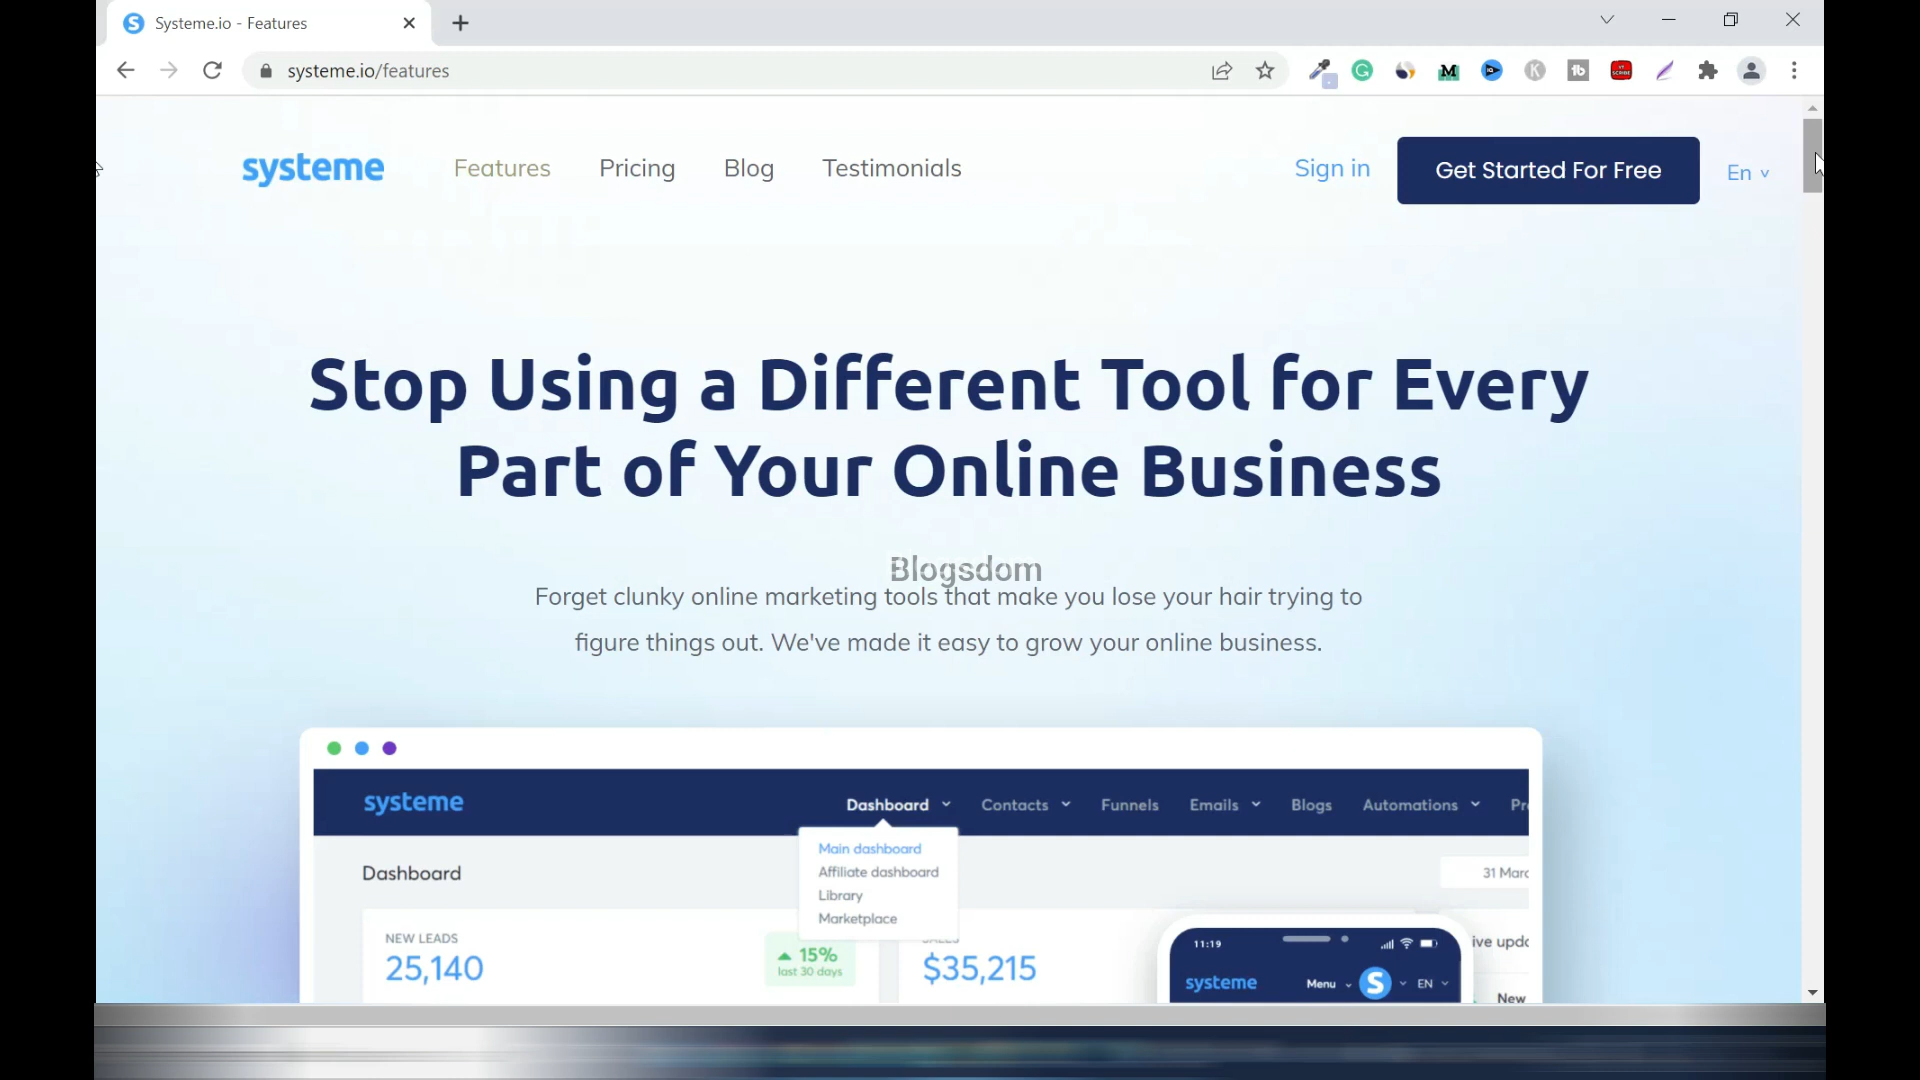 Systeme.io - Features
systeme.io/features
systeme Features Pricing Blog Testimonials Sign in Get Started For Free En
Stop Using a Different Tool for Every
Part of Your Online Business
Blogsdom
Forget clunky online marketing tools that make you lose your hair trying to
figure things out. We've made it easy to grow your online business.
systeme Dashboard Contacts Funnels Emails Blogs Automations Pr
Main dashboard
Dashboard Affiliate dashboard 31 Marc
Library
Marketplace
NEW LEADS
25,140
15%
last 30 days
$35,215
11:19
systeme Menu S EN
ive upd
New